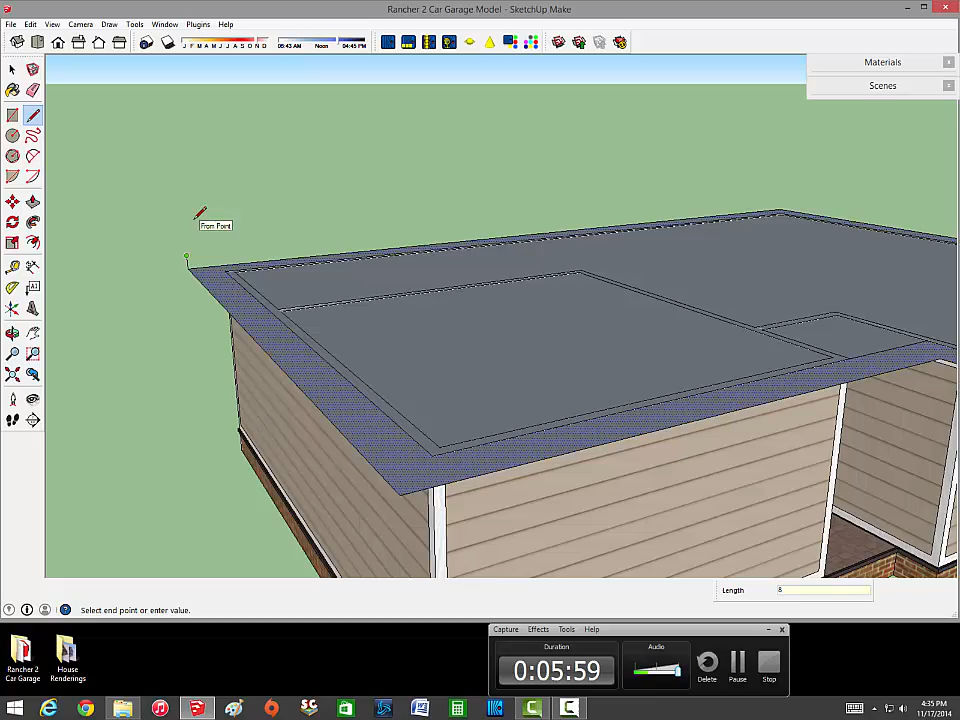 Rancher 2 Car Garage Model - SketchUp Make
File Edit View Camera Draw Tools Window Plugins Help
J F M A M J J A S O N D
05:43 AM Noon 04:45 PM
Materials
Scenes
From Point
A1
Length 8
Select end point or enter value.
Capture Effects Tools Help
Duration
Audio
0:05:59
Delete Pause Stop
Rancher 2 Car Garage
House Renderings
SC
4:35 PM
11/17/2014